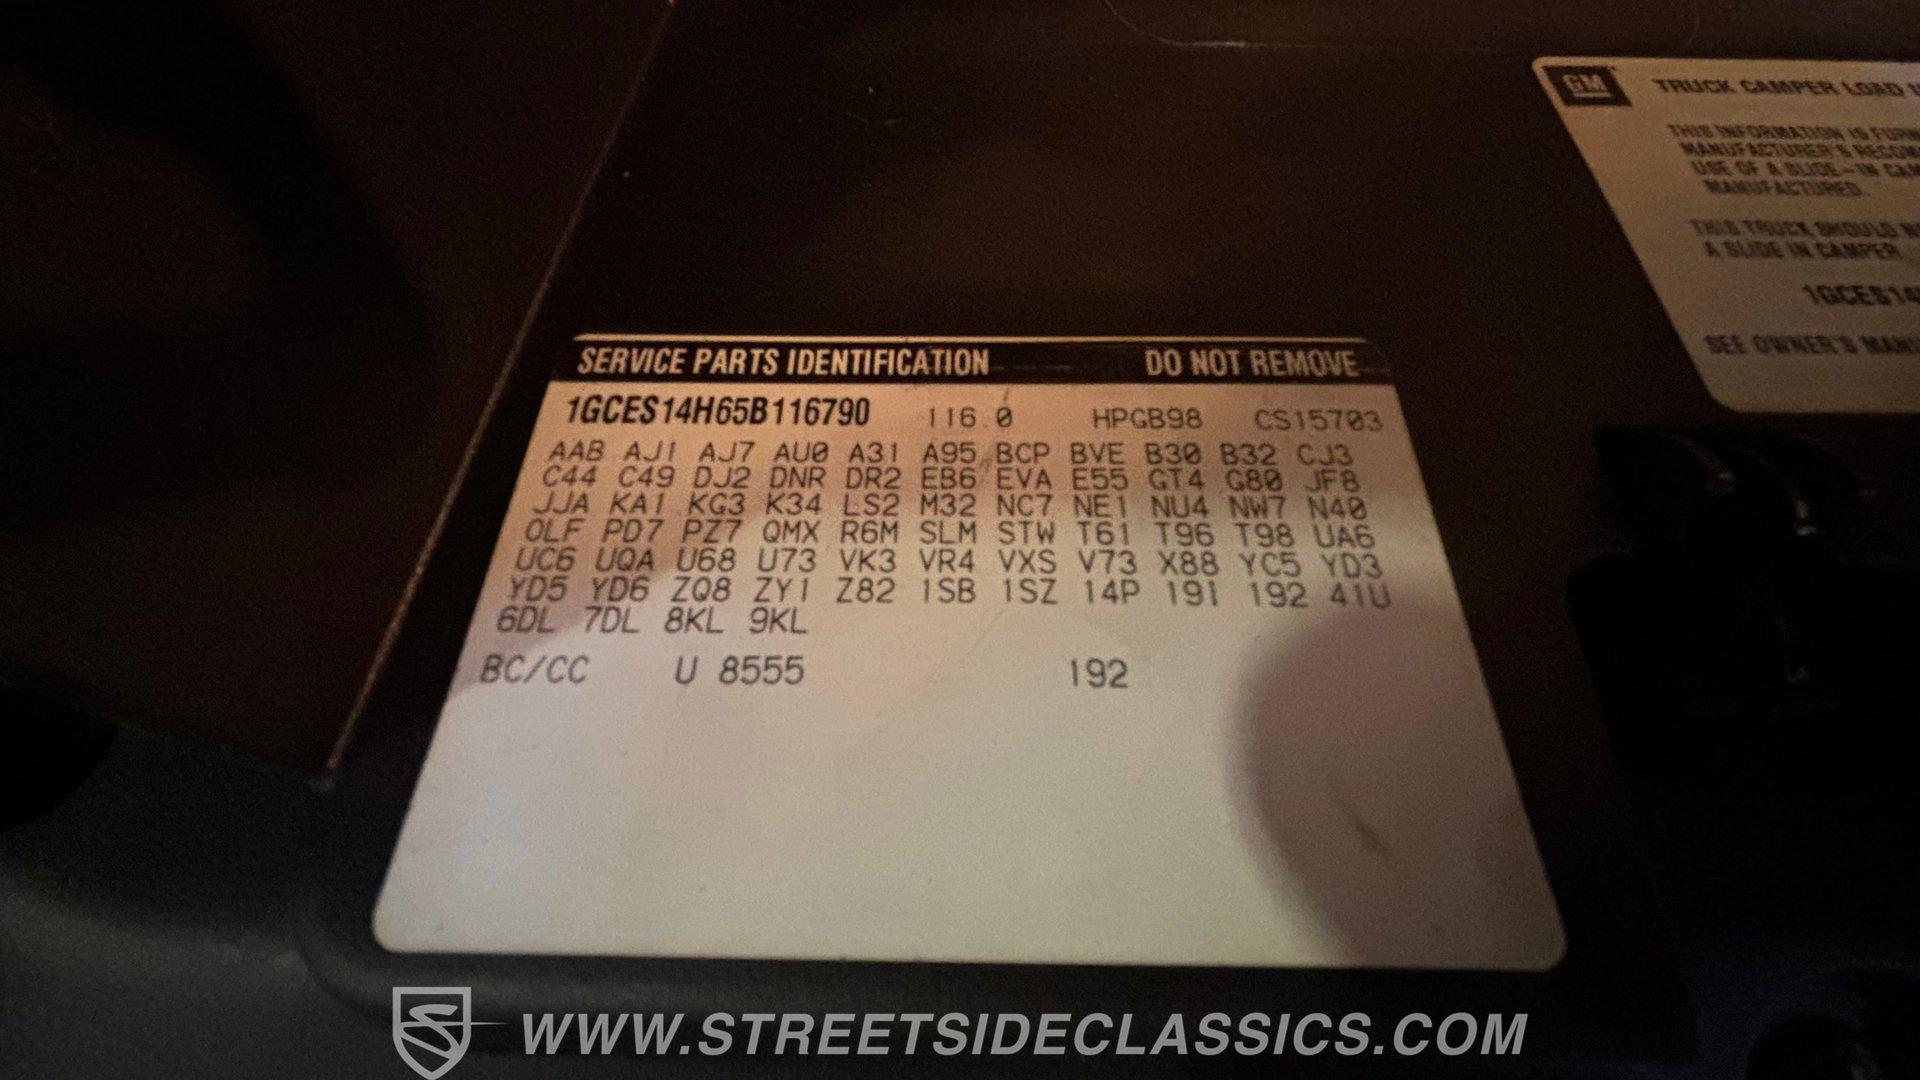 SERVICE PARTS IDENTIFICATION DO NOT REMOVE
1GCES14H65B116790 116.0 HPGB98 CS15703
AAB AJ1 AJ7 AU0 A31 A95 BCP BVE B30 B32 CJ3
C44 C49 DJ2 DNR DR2 EB6 EVA E55 GT4 G80 JF8
JJA KA1 KG3 K34 LS2 M32 NC7 NE1 NU4 NW7 N40
OLF PD7 PZ7 QMX R6M SLM STW T61 T96 T98 UA6
UC6 UQA U68 U73 VK3 VR4 VXS V73 X88 YC5 YD3
YD5 YD6 ZQ8 ZY1 Z82 1SB 1SZ 14P 19I 192 41U
6DL 7DL 8KL 9KL
BC/CC U 8555 192
GM TRUCK CAMPER LOAD
THIS INFORMATION IS
MANUFACTURER'S
USE OF A SLIDE-IN
MANUFACTURED.
THIS TRUCK SHOULD
A SLIDE IN CAMPER.
1GCES14
SEE OWNER'S
WWW.STREETSIDECLASSICS.COM